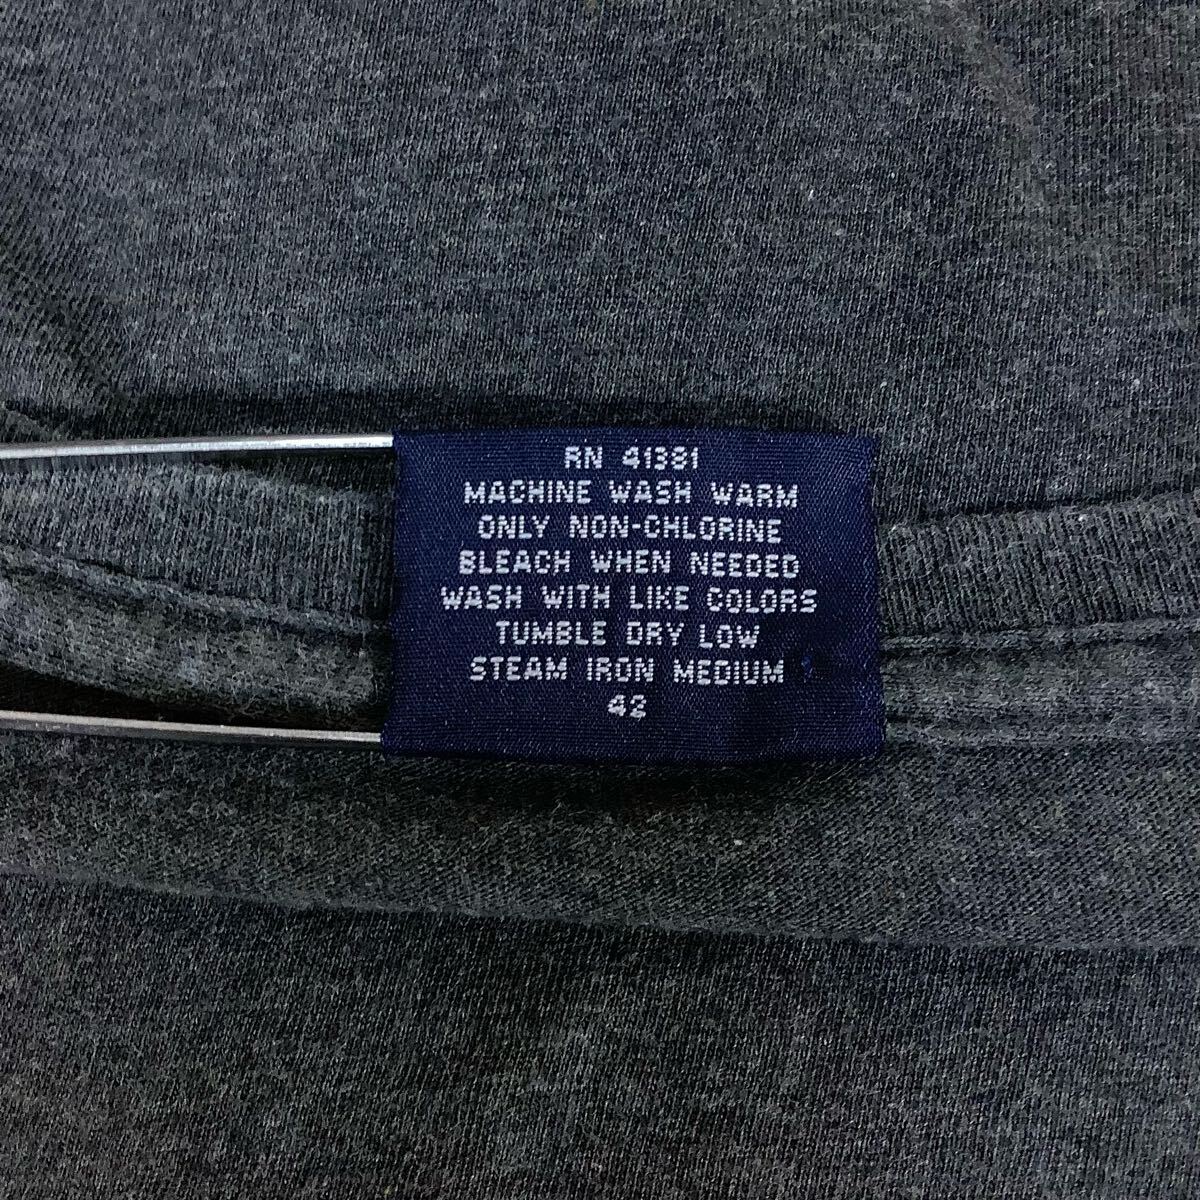 RN 41381
MACHINE WASH WARM
ONLY NON-CHLORINE
BLEACH WHEN NEEDED
WASH WITH LIKE COLORS
TUMBLE DRY LOW
STEAM IRON MEDIUM
42